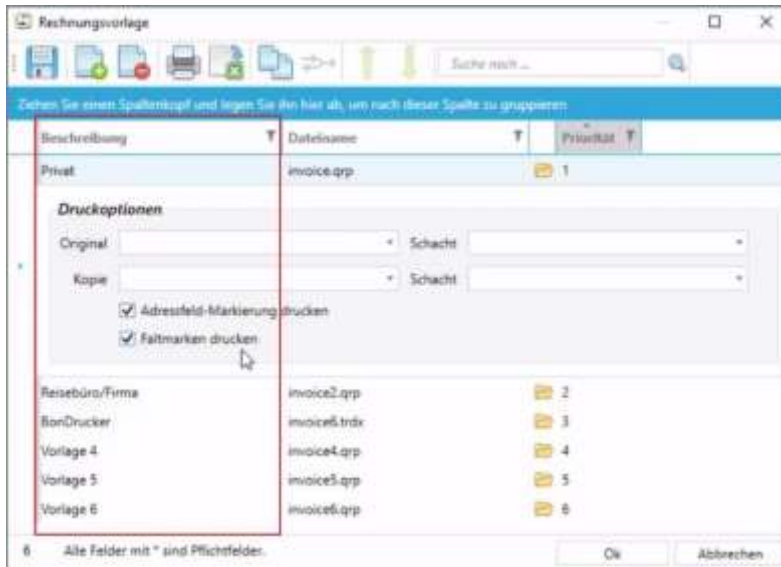 Rechnungsvorlage
Suche nach ...
Ziehen Sie einen Spaltenkopf und legen Sie ihn hier ab, um nach dieser Spalte zu gruppieren
Beschreibung Dateiname Priorität
Privat invoice.qrp 1
Druckoptionen
Original Schacht
Kopie Schacht
Adressfeld-Markierung drucken
Faltmarken drucken
Reisebüro/Firma invoice2.qrp 2
BonDrucker invoice6.trdx 3
Vorlage 4 invoice4.qrp 4
Vorlage 5 invoice5.qrp 5
Vorlage 6 invoice6.qrp 6
6 Alle Felder mit * sind Pflichtfelder. Ok Abbrechen